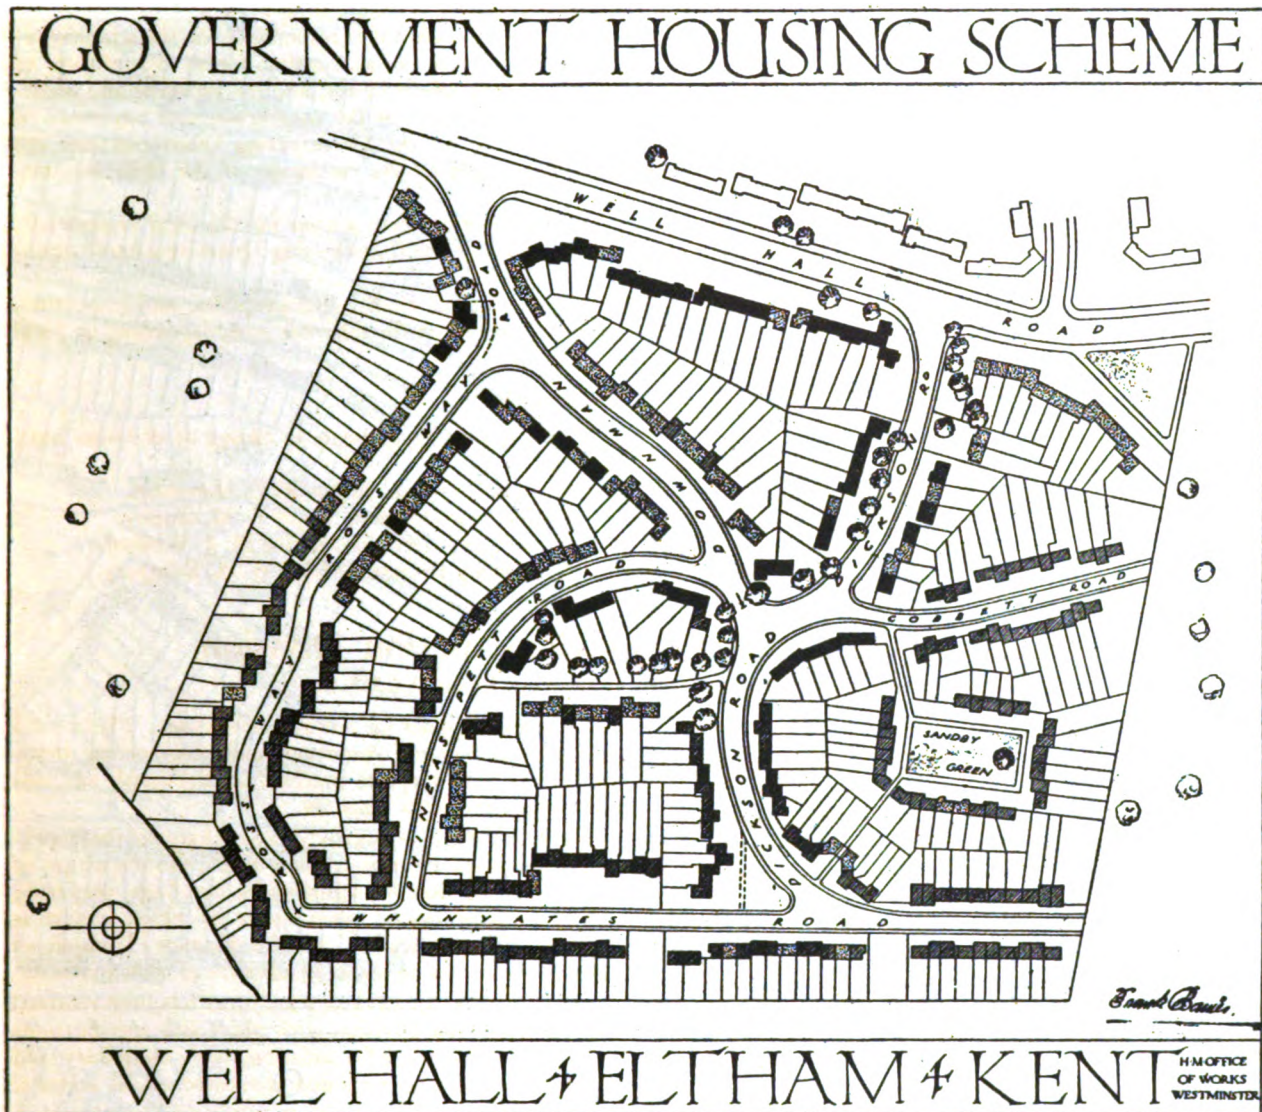 GOVERNMENT HOUSING SCHEME
WELL HALL ROAD
ROSS WAY
DICKSON RD
PHINEAS PETT ROAD
COBBETT ROAD
ROSS WAY
DICKSON ROAD
SANDBY
GREEN
WHINYATES ROAD
WELL HALL ELTHAM KENT
H·M·OFFICE
OF WORKS
WESTMINSTER